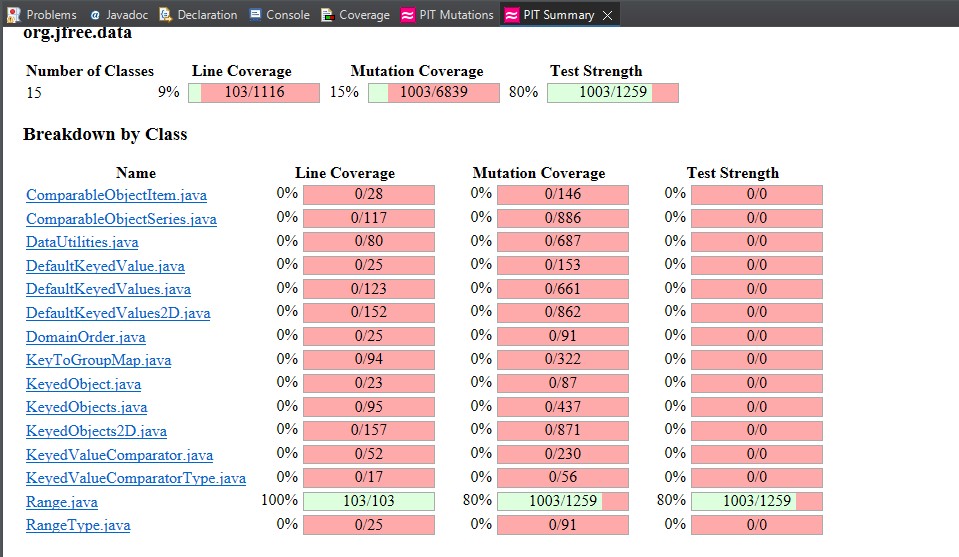 Problems Javadoc Declaration Console Coverage PIT Mutations PIT Summary
org.jfree.data
Number of Classes Line Coverage Mutation Coverage Test Strength
15 9% 103/1116 15% 1003/6839 80% 1003/1259
Breakdown by Class
Name Line Coverage Mutation Coverage Test Strength
ComparableObjectItem.java 0% 0/28 0% 0/146 0% 0/0
ComparableObjectSeries.java 0% 0/117 0% 0/886 0% 0/0
DataUtilities.java 0% 0/80 0% 0/687 0% 0/0
DefaultKeyedValue.java 0% 0/25 0% 0/153 0% 0/0
DefaultKeyedValues.java 0% 0/123 0% 0/661 0% 0/0
DefaultKeyedValues2D.java 0% 0/152 0% 0/862 0% 0/0
DomainOrder.java 0% 0/25 0% 0/91 0% 0/0
KeyToGroupMap.java 0% 0/94 0% 0/322 0% 0/0
KeyedObject.java 0% 0/23 0% 0/87 0% 0/0
KeyedObjects.java 0% 0/95 0% 0/437 0% 0/0
KeyedObjects2D.java 0% 0/157 0% 0/871 0% 0/0
KeyedValueComparator.java 0% 0/52 0% 0/230 0% 0/0
KeyedValueComparatorType.java 0% 0/17 0% 0/56 0% 0/0
Range.java 100% 103/103 80% 1003/1259 80% 1003/1259
RangeType.java 0% 0/25 0% 0/91 0% 0/0